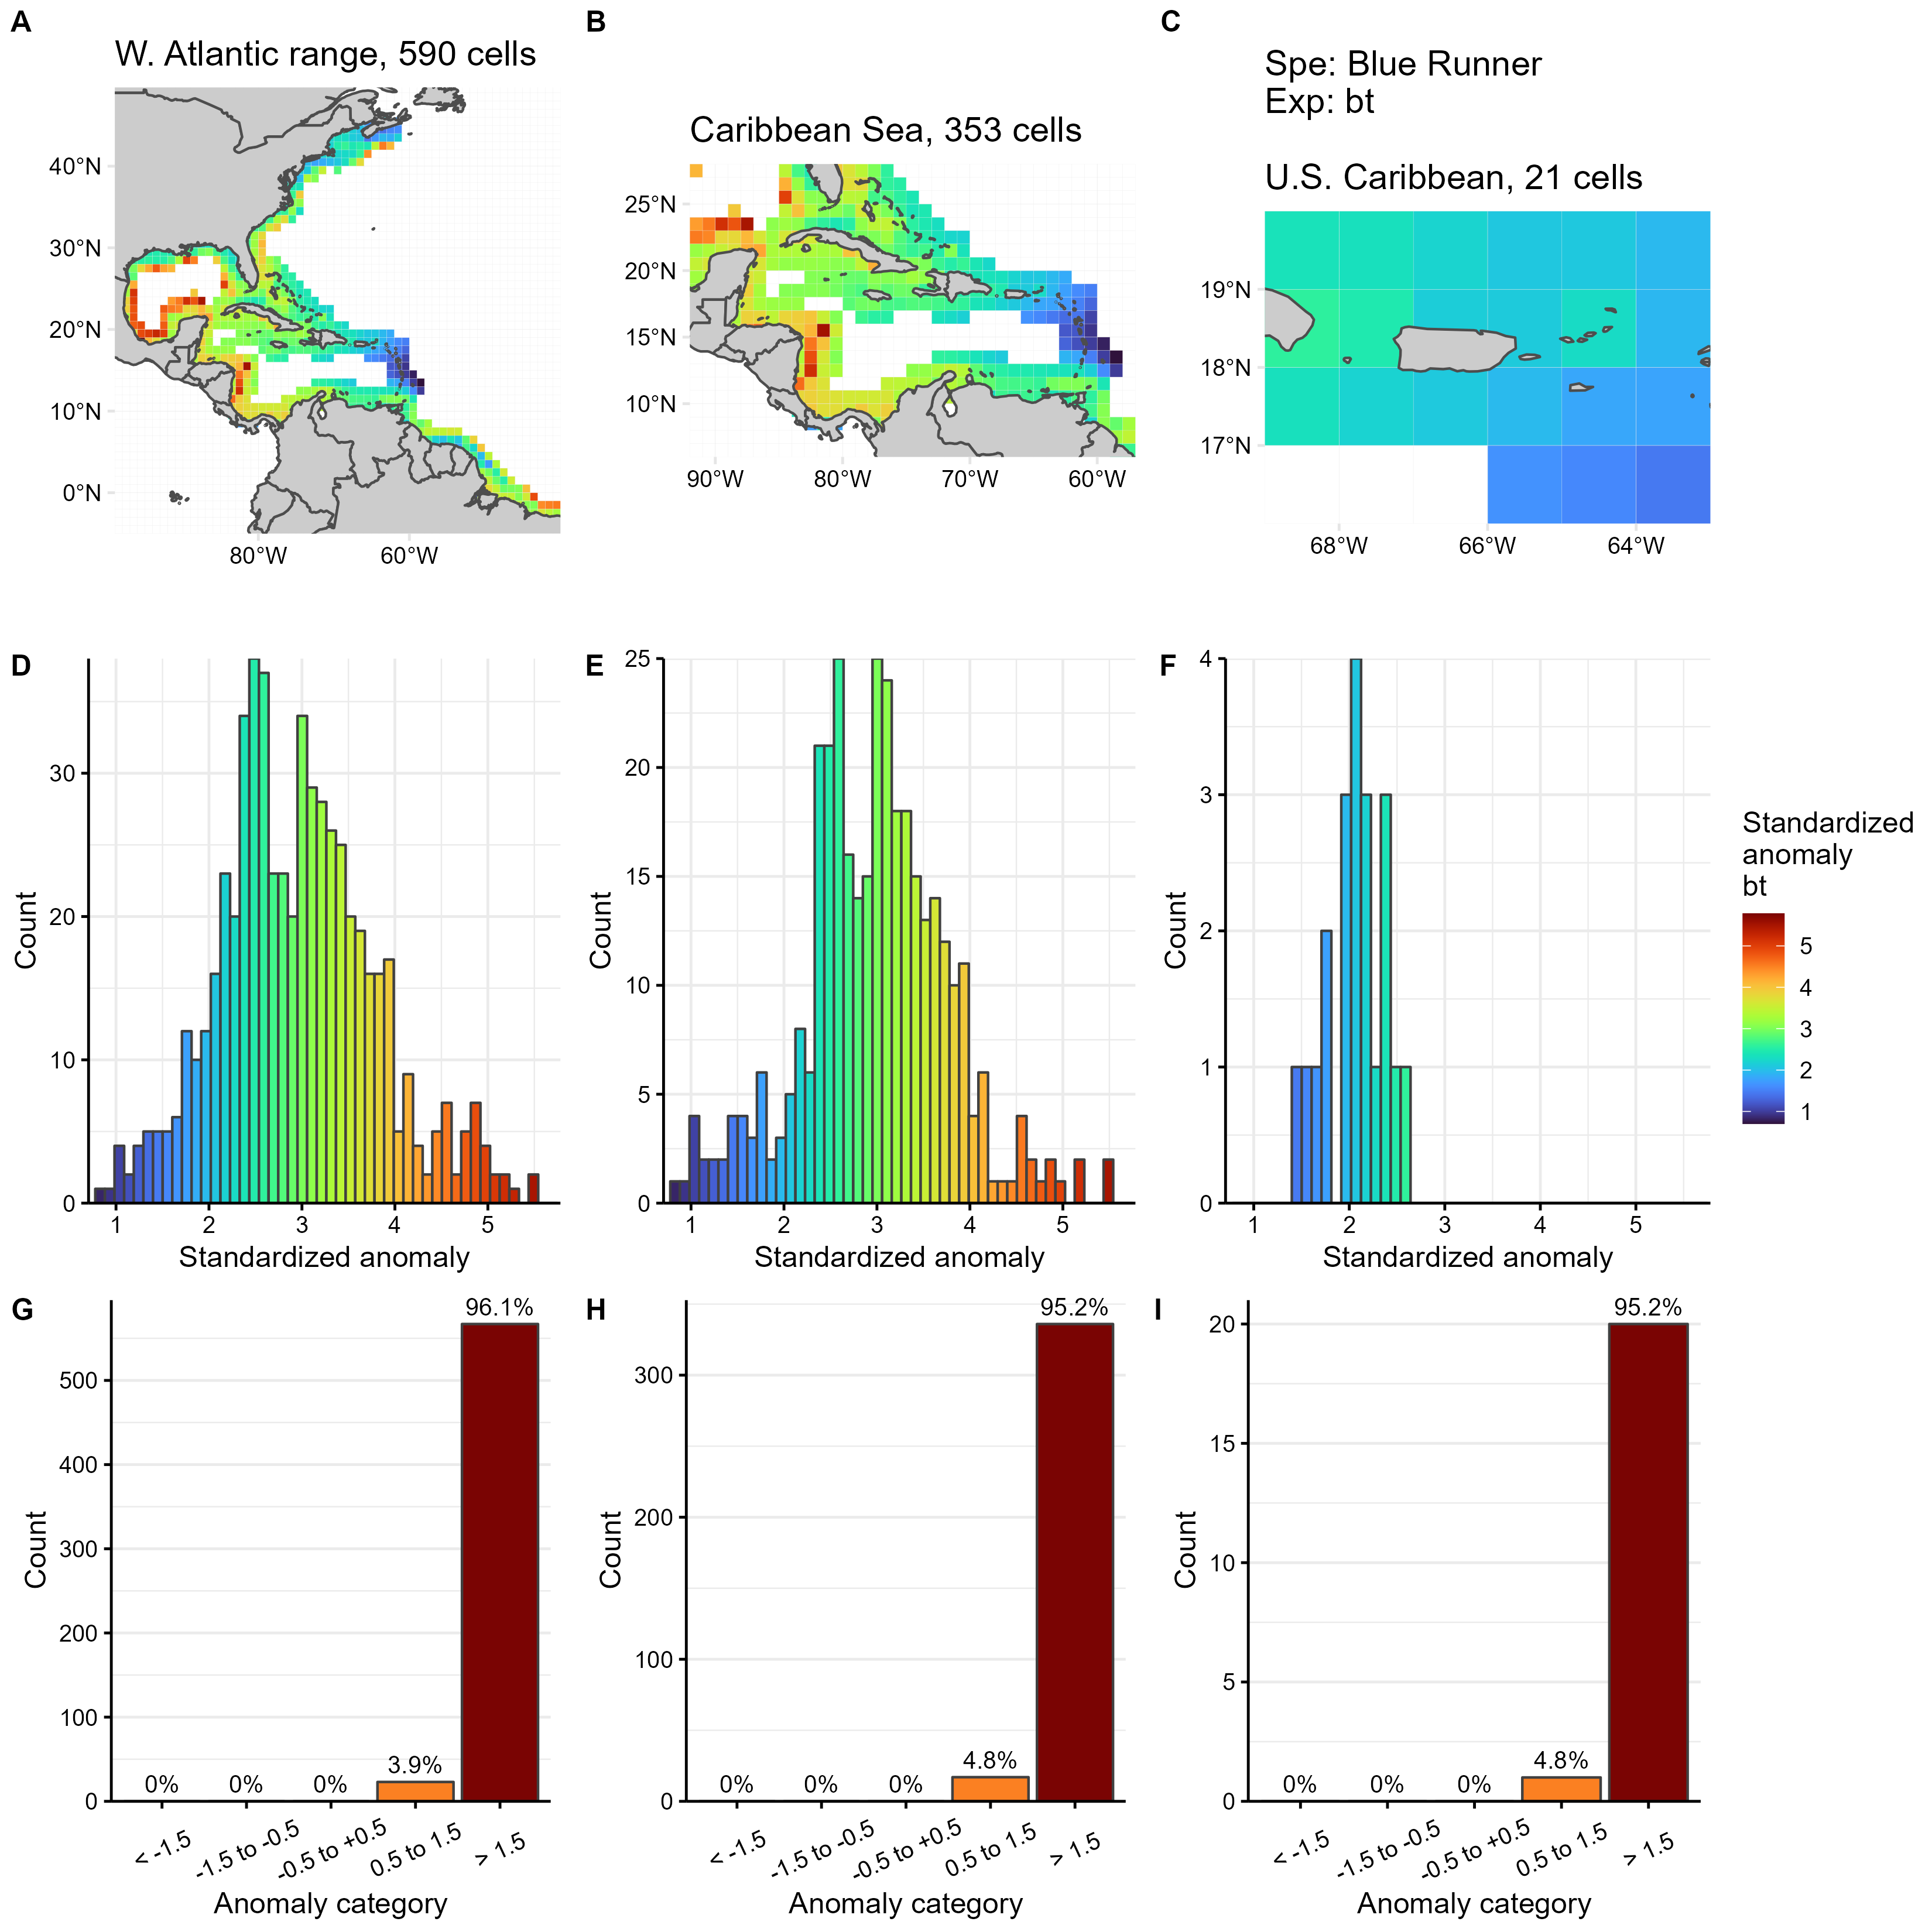 A
B
C
W. Atlantic range, 590 cells
Caribbean Sea, 353 cells
Spe: Blue Runner
Exp: bt
U.S. Caribbean, 21 cells
40°N
30°N
20°N
10°N
0°N
80°W
60°W
25°N
20°N
15°N
10°N
90°W
80°W
70°W
60°W
19°N
18°N
17°N
68°W
66°W
64°W
D
30
20
10
0
Count
1
2
3
4
5
Standardized anomaly
E
25
20
15
10
5
0
Count
1
2
3
4
5
Standardized anomaly
F
4
3
2
1
0
Count
1
2
3
4
5
Standardized anomaly
Standardized
anomaly
bt
5
4
3
2
1
G
500
400
300
200
100
0
Count
0%
0%
0%
3.9%
96.1%
< -1.5
-1.5 to -0.5
-0.5 to +0.5
0.5 to 1.5
> 1.5
Anomaly category
H
300
200
100
0
Count
0%
0%
0%
4.8%
95.2%
< -1.5
-1.5 to -0.5
-0.5 to +0.5
0.5 to 1.5
> 1.5
Anomaly category
I
20
15
10
5
0
Count
0%
0%
0%
4.8%
95.2%
< -1.5
-1.5 to -0.5
-0.5 to +0.5
0.5 to 1.5
> 1.5
Anomaly category